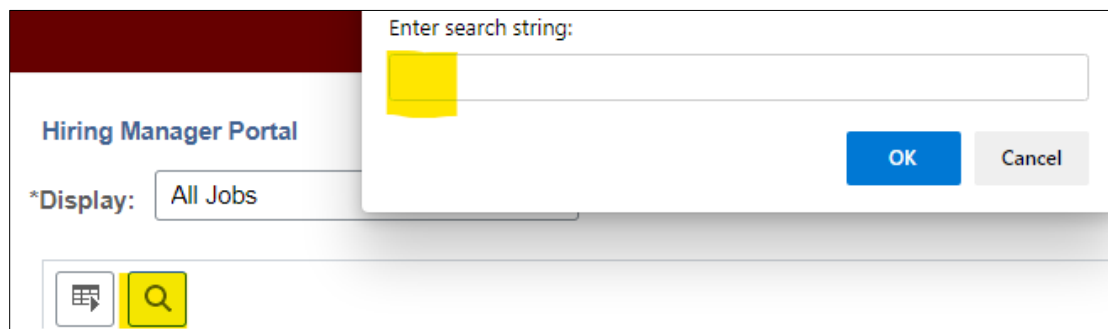 Enter search string:
OK Cancel
Hiring Manager Portal
*Display: All Jobs